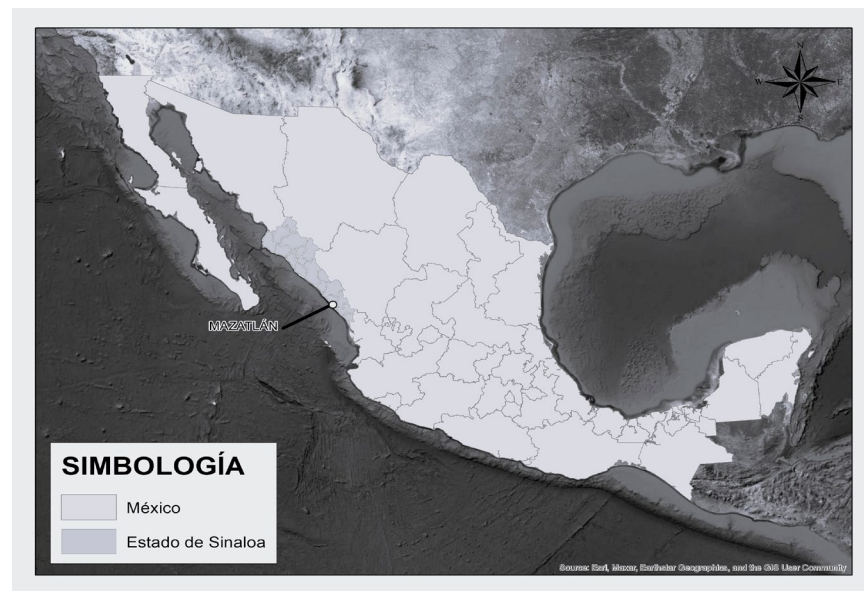 N
W
E
S
MAZATLÁN
SIMBOLOGÍA
México
Estado de Sinaloa
Source: Esri, Maxar, Earthstar Geographics, and the GIS User Community